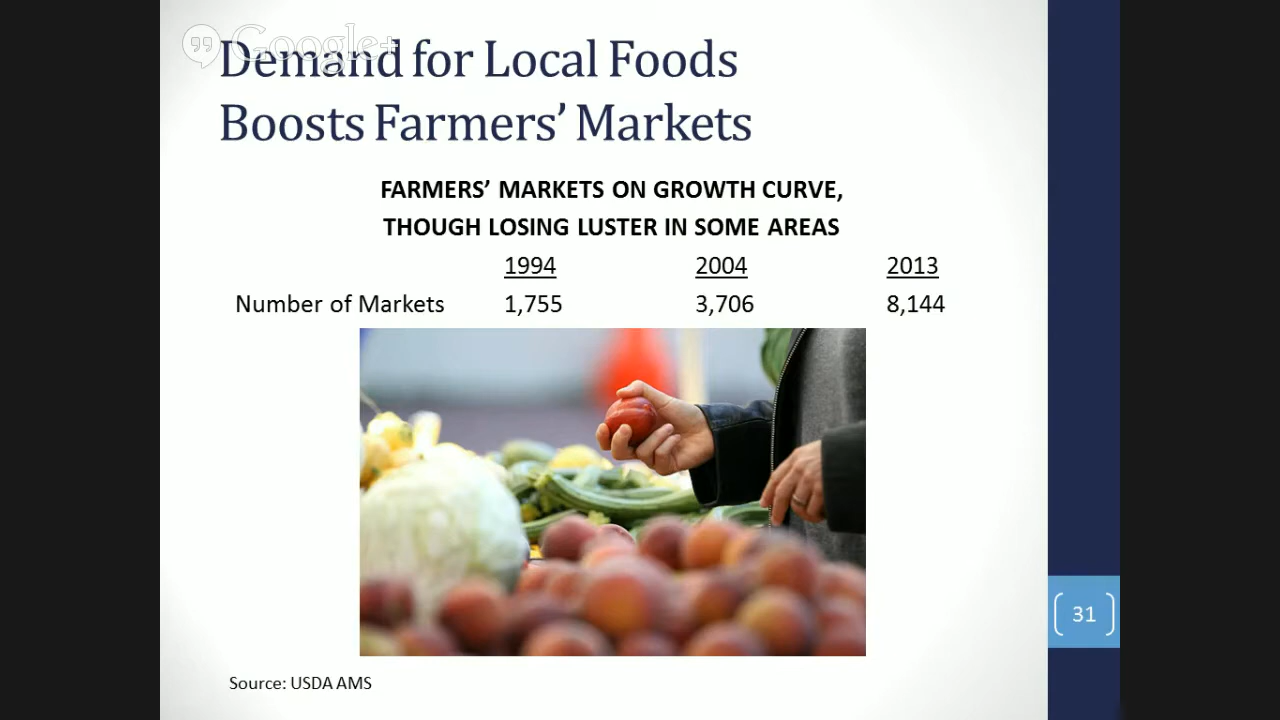 Google+
Demand for Local Foods
Boosts Farmers’ Markets
FARMERS’ MARKETS ON GROWTH CURVE,
THOUGH LOSING LUSTER IN SOME AREAS
1994 2004 2013
Number of Markets 1,755 3,706 8,144
31
Source: USDA AMS